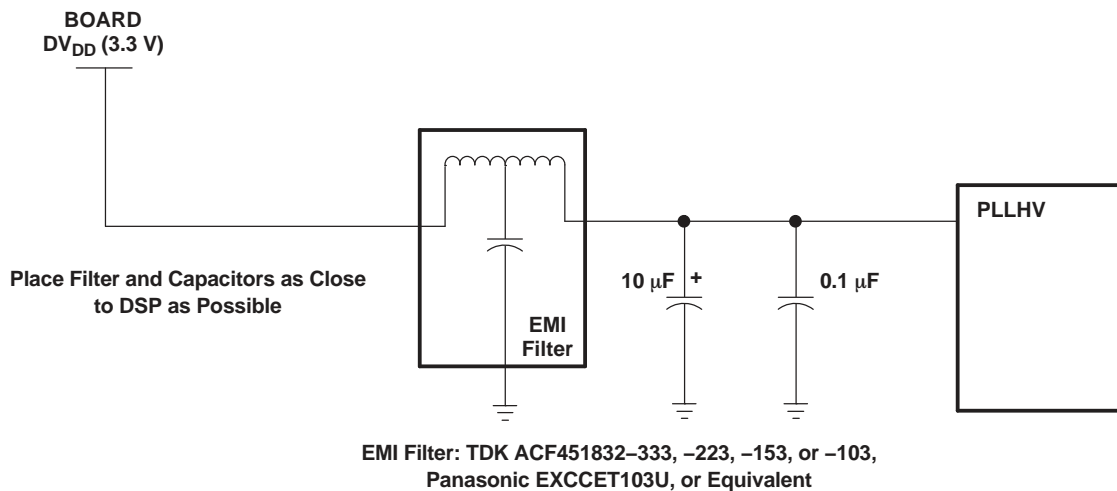 BOARD
DVDD (3.3 V)
PLLHV
Place Filter and Capacitors as Close
to DSP as Possible
10 μF +
0.1 μF
EMI
Filter
EMI Filter: TDK ACF451832–333, –223, –153, or –103,
Panasonic EXCCET103U, or Equivalent